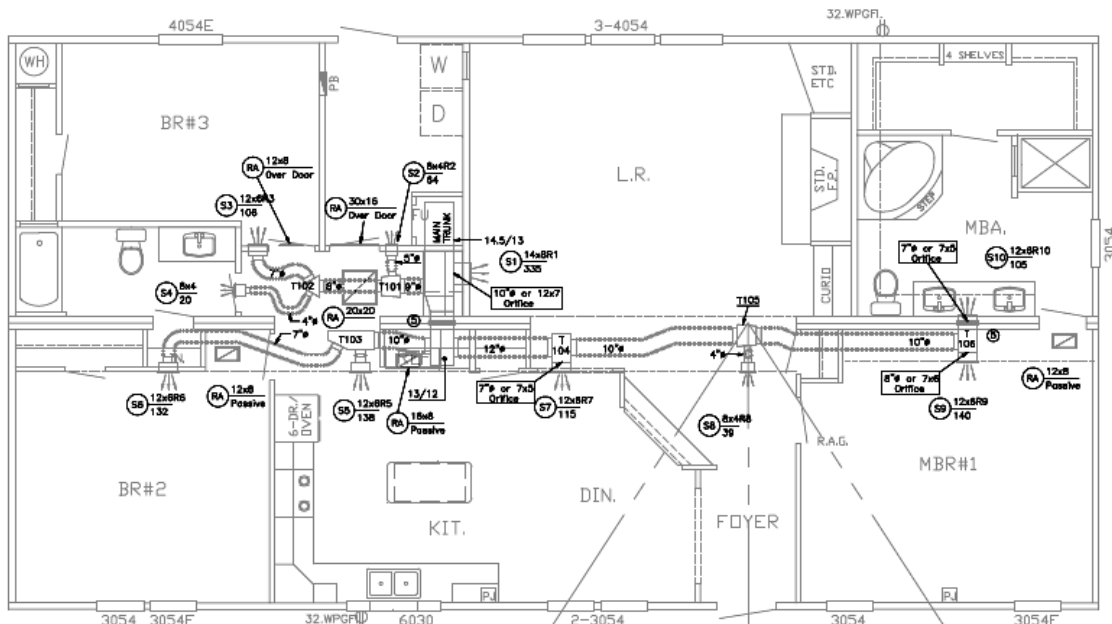 4054E
3-4054
32.WPGFI.
WH
W
D
PB
BR#3
L.R.
STD.
ETC
4 SHELVES
STD.
F.P.
STEP
MBA.
3054
CURIO
RA 12x8
Over Door
S2 8x4R2
64
S3 12x6R3
106
RA 30x16
Over Door
FU
MAIN
TRUNK
14.5/13
S1 14x8R1
335
10"ø or 12x7
Orifice
5"ø
7"ø
T102
8"ø
T101
9"ø
S4 8x4
20
4"ø
RA
20x20
7"ø or 7x5
Orifice
S10 12x6R10
105
5
T105
7"ø
T103
10"ø
12"ø
T
104
10"ø
4"ø
10"ø
T
106
5
S6 12x6R6
132
RA 12x6
Passive
S5 12x6R5
138
RA 16x8
Passive
13/12
7"ø or 7x5
Orifice
S7 12x6R7
115
S8 8x4R8
39
8"ø or 7x6
Orifice
S9 12x6R9
140
RA 12x8
Passive
6-DR./
OVEN
R.A.G.
BR#2
KIT.
DIN.
FOYER
MBR#1
PJ
PJ
3054
3054E
32.WPGFI
6030
2-3054
3054
3054E